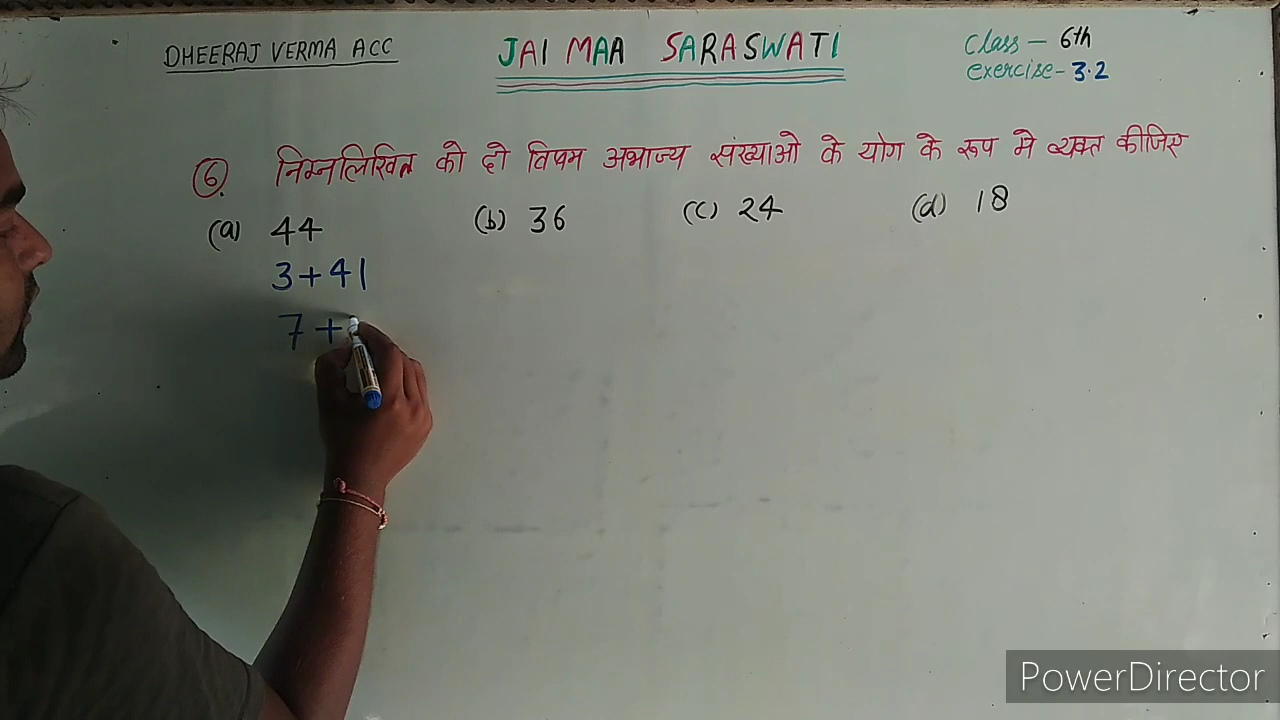 DHEERAJ VERMA ACC
JAI MAA SARASWATI
Class - 6th
exercise - 3.2
6. निम्नलिखित को दो विषम अभाज्य संख्याओ के योग के रूप मे व्यक्त कीजिए
(a) 44 (b) 36 (c) 24 (d) 18
3+41
7+
PowerDirector